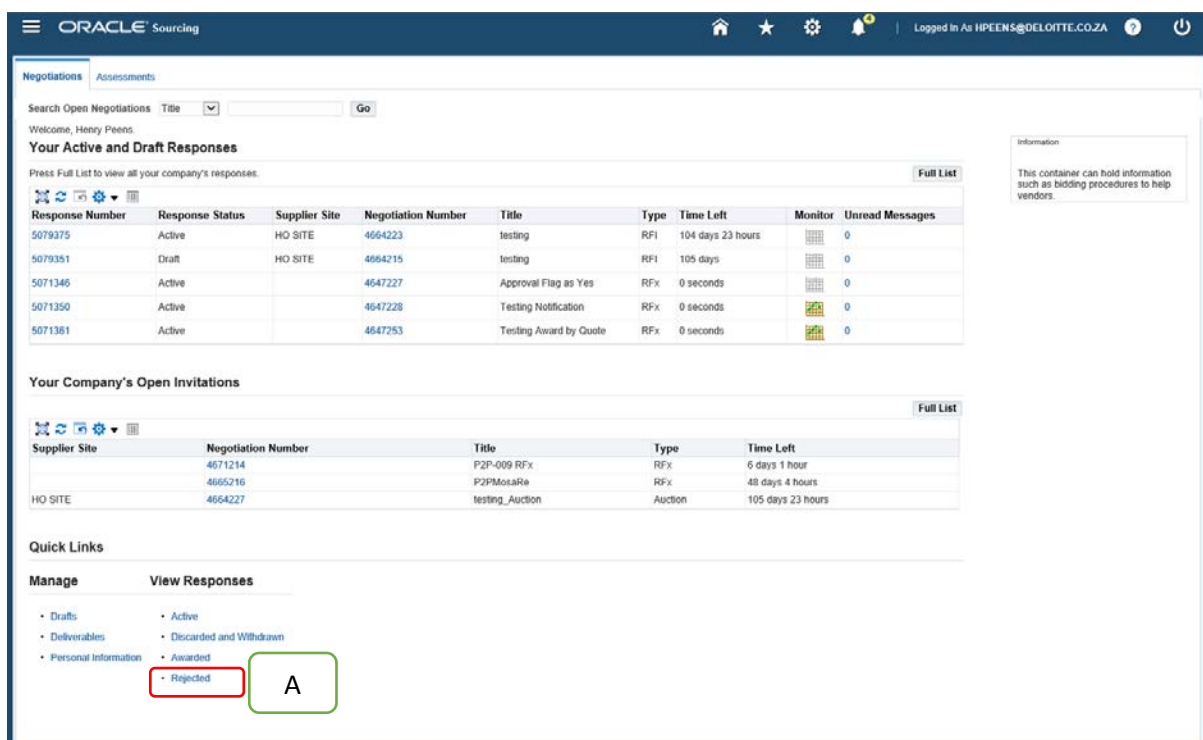 ORACLE Sourcing 4 Logged In As HPEENS@DELOITTE.CO.ZA ?
Negotiations Assessments
Search Open Negotiations Title Go
Welcome, Henry Peens.
Your Active and Draft Responses
Information
Press Full List to view all your company's responses. Full List
This container can hold information
such as bidding procedures to help
vendors.
Response Number Response Status Supplier Site Negotiation Number Title Type Time Left Monitor Unread Messages
5079375 Active HO SITE 4664223 testing RFI 104 days 23 hours 0
5079351 Draft HO SITE 4664215 testing RFI 105 days 0
5071346 Active 4647227 Approval Flag as Yes RFx 0 seconds 0
5071350 Active 4647228 Testing Notification RFx 0 seconds 0
5071361 Active 4647253 Testing Award by Quote RFx 0 seconds 0
Your Company's Open Invitations
Full List
Supplier Site Negotiation Number Title Type Time Left
4671214 P2P-009 RFx RFx 6 days 1 hour
4665216 P2PMosaRe RFx 48 days 4 hours
HO SITE 4664227 testing_Auction Auction 105 days 23 hours
Quick Links
Manage View Responses
• Drafts • Active
• Deliverables • Discarded and Withdrawn
• Personal Information • Awarded
• Rejected A